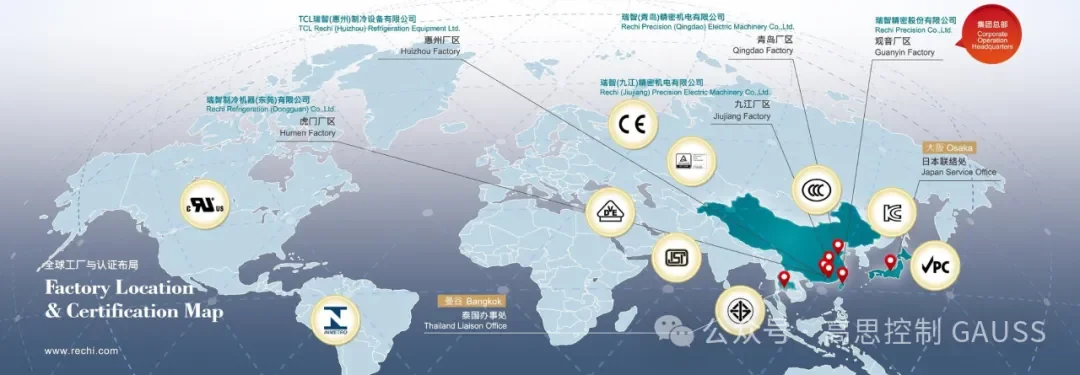 TCL瑞智(惠州)制冷设备有限公司
TCL Rechi (Huizhou) Refrigeration Equipment Ltd.
惠州厂区
Huizhou Factory
瑞智(青岛)精密机电有限公司
Rechi Precision (Qingdao) Electric Machinery Co.,Ltd.
青岛厂区
Qingdao Factory
瑞智精密股份有限公司
Rechi Precision Co.,Ltd.
观音厂区
Guanyin Factory
集团总部
Corporate
Operation
Headquarters
瑞智制冷机器(东莞)有限公司
Rechi Refrigeration (Dongguan) Co.,Ltd.
虎门厂区
Humen Factory
瑞智(九江)精密机电有限公司
Rechi (Jiujiang) Precision Electric Machinery Co.,Ltd.
九江厂区
Jiujiang Factory
大阪 Osaka
日本联络处
Japan Service Office
CE
CCC
C RU US
VDE
KC
JST
PC
INMETRO
全球工厂与认证布局
Factory Location
& Certification Map
www.rechi.com
曼谷 Bangkok
泰国办事处
Thailand Liaison Office
公众号 · 高思控制 GAUSS